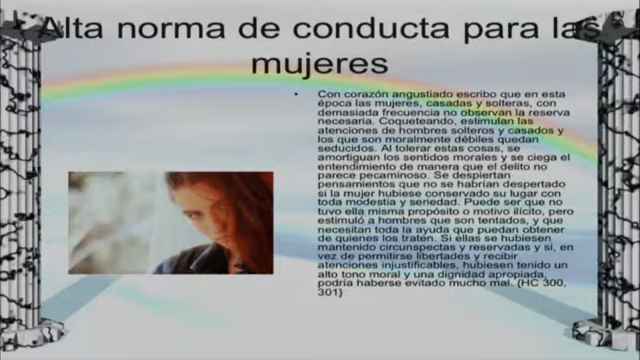 Alta norma de conducta para las
mujeres
• Con corazón angustiado escribo que en esta
época las mujeres, casadas y solteras, con
demasiada frecuencia no observan la reserva
necesaria. Coqueteando, estimulan las
atenciones de hombres solteros y casados y
los que son moralmente débiles quedan
seducidos. Al tolerar estas cosas, se
amortiguan los sentidos morales y se ciega el
entendimiento de manera que el delito no
parece pecaminoso. Se despiertan
pensamientos que no se habrían despertado
si la mujer hubiese conservado su lugar con
toda modestia y seriedad. Puede ser que no
tuvo ella misma propósito o motivo ilícito, pero
estimuló a hombres que son tentados, y que
necesitan toda la ayuda que puedan obtener
de quienes los traten. Si ellas se hubiesen
mantenido circunspectas y reservadas y si, en
vez de permitirse libertades y recibir
atenciones injustificables, hubiesen tenido un
alto tono moral y una dignidad apropiada,
podría haberse evitado mucho mal. (HC 300,
301)